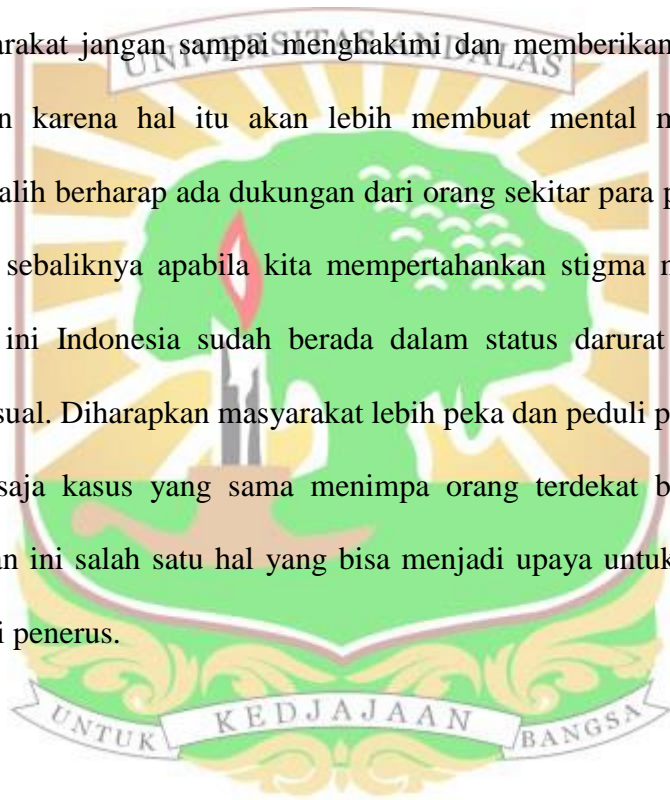 UNIVERSITAS ANDALAS
arakat jangan sampai menghakimi dan memberikan
n karena hal itu akan lebih membuat mental m
alih berharap ada dukungan dari orang sekitar para p
sebaliknya apabila kita mempertahankan stigma n
ini Indonesia sudah berada dalam status darurat
sual. Diharapkan masyarakat lebih peka dan peduli p
saja kasus yang sama menimpa orang terdekat b
an ini salah satu hal yang bisa menjadi upaya untuk
i penerus.
UNTUK KEDJAJAAN BANGSA